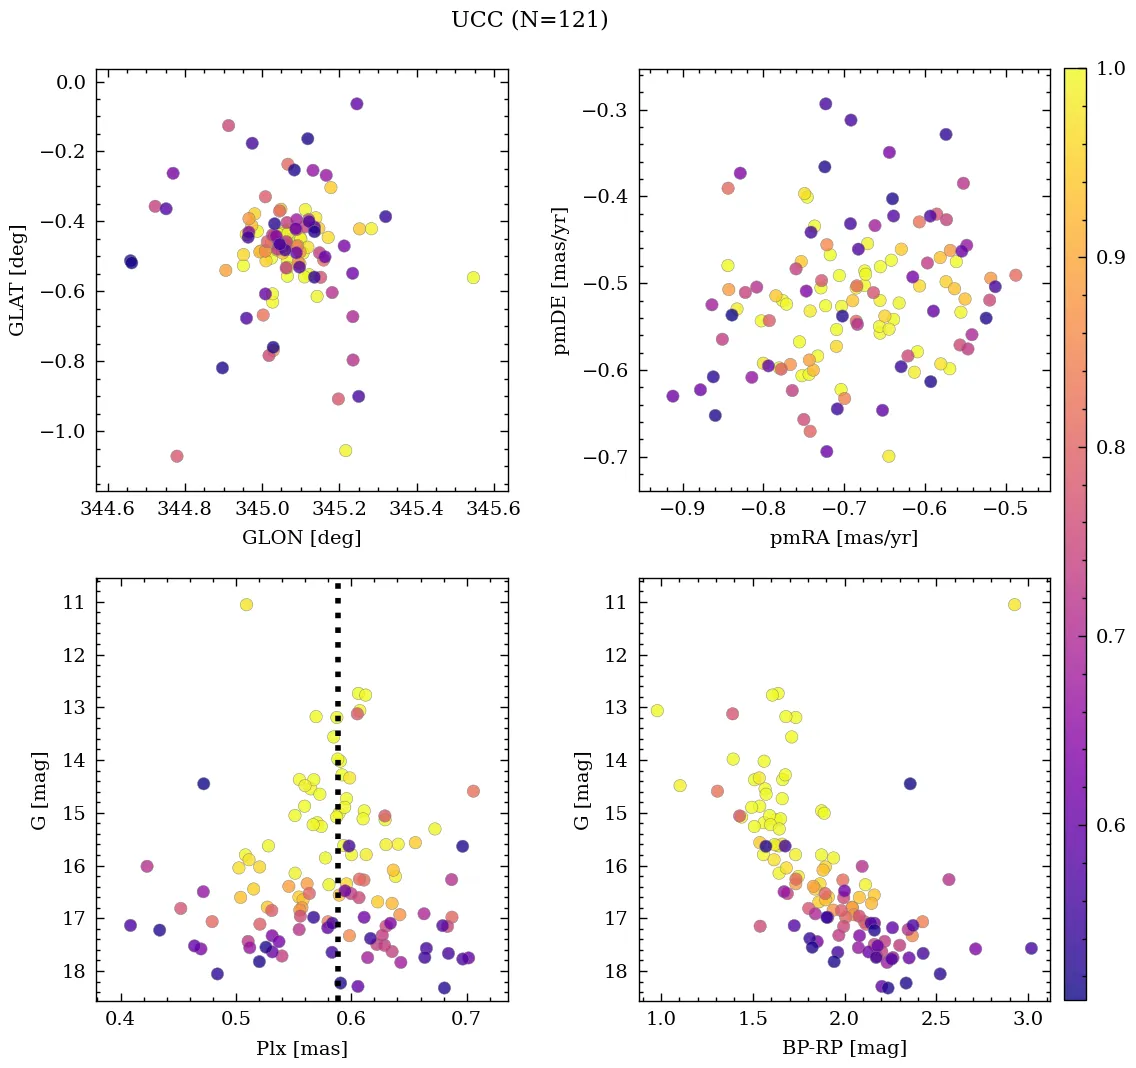 UCC (N=121)
0.0
−0.2
−0.4
−0.6
−0.8
−1.0
GLAT [deg]
344.6 344.8 345.0 345.2 345.4 345.6
GLON [deg]
−0.3
−0.4
−0.5
−0.6
−0.7
pmDE [mas/yr]
−0.9 −0.8 −0.7 −0.6 −0.5
pmRA [mas/yr]
11
12
13
14
15
16
17
18
G [mag]
0.4 0.5 0.6 0.7
Plx [mas]
11
12
13
14
15
16
17
18
G [mag]
1.0 1.5 2.0 2.5 3.0
BP-RP [mag]
1.0
0.9
0.8
0.7
0.6